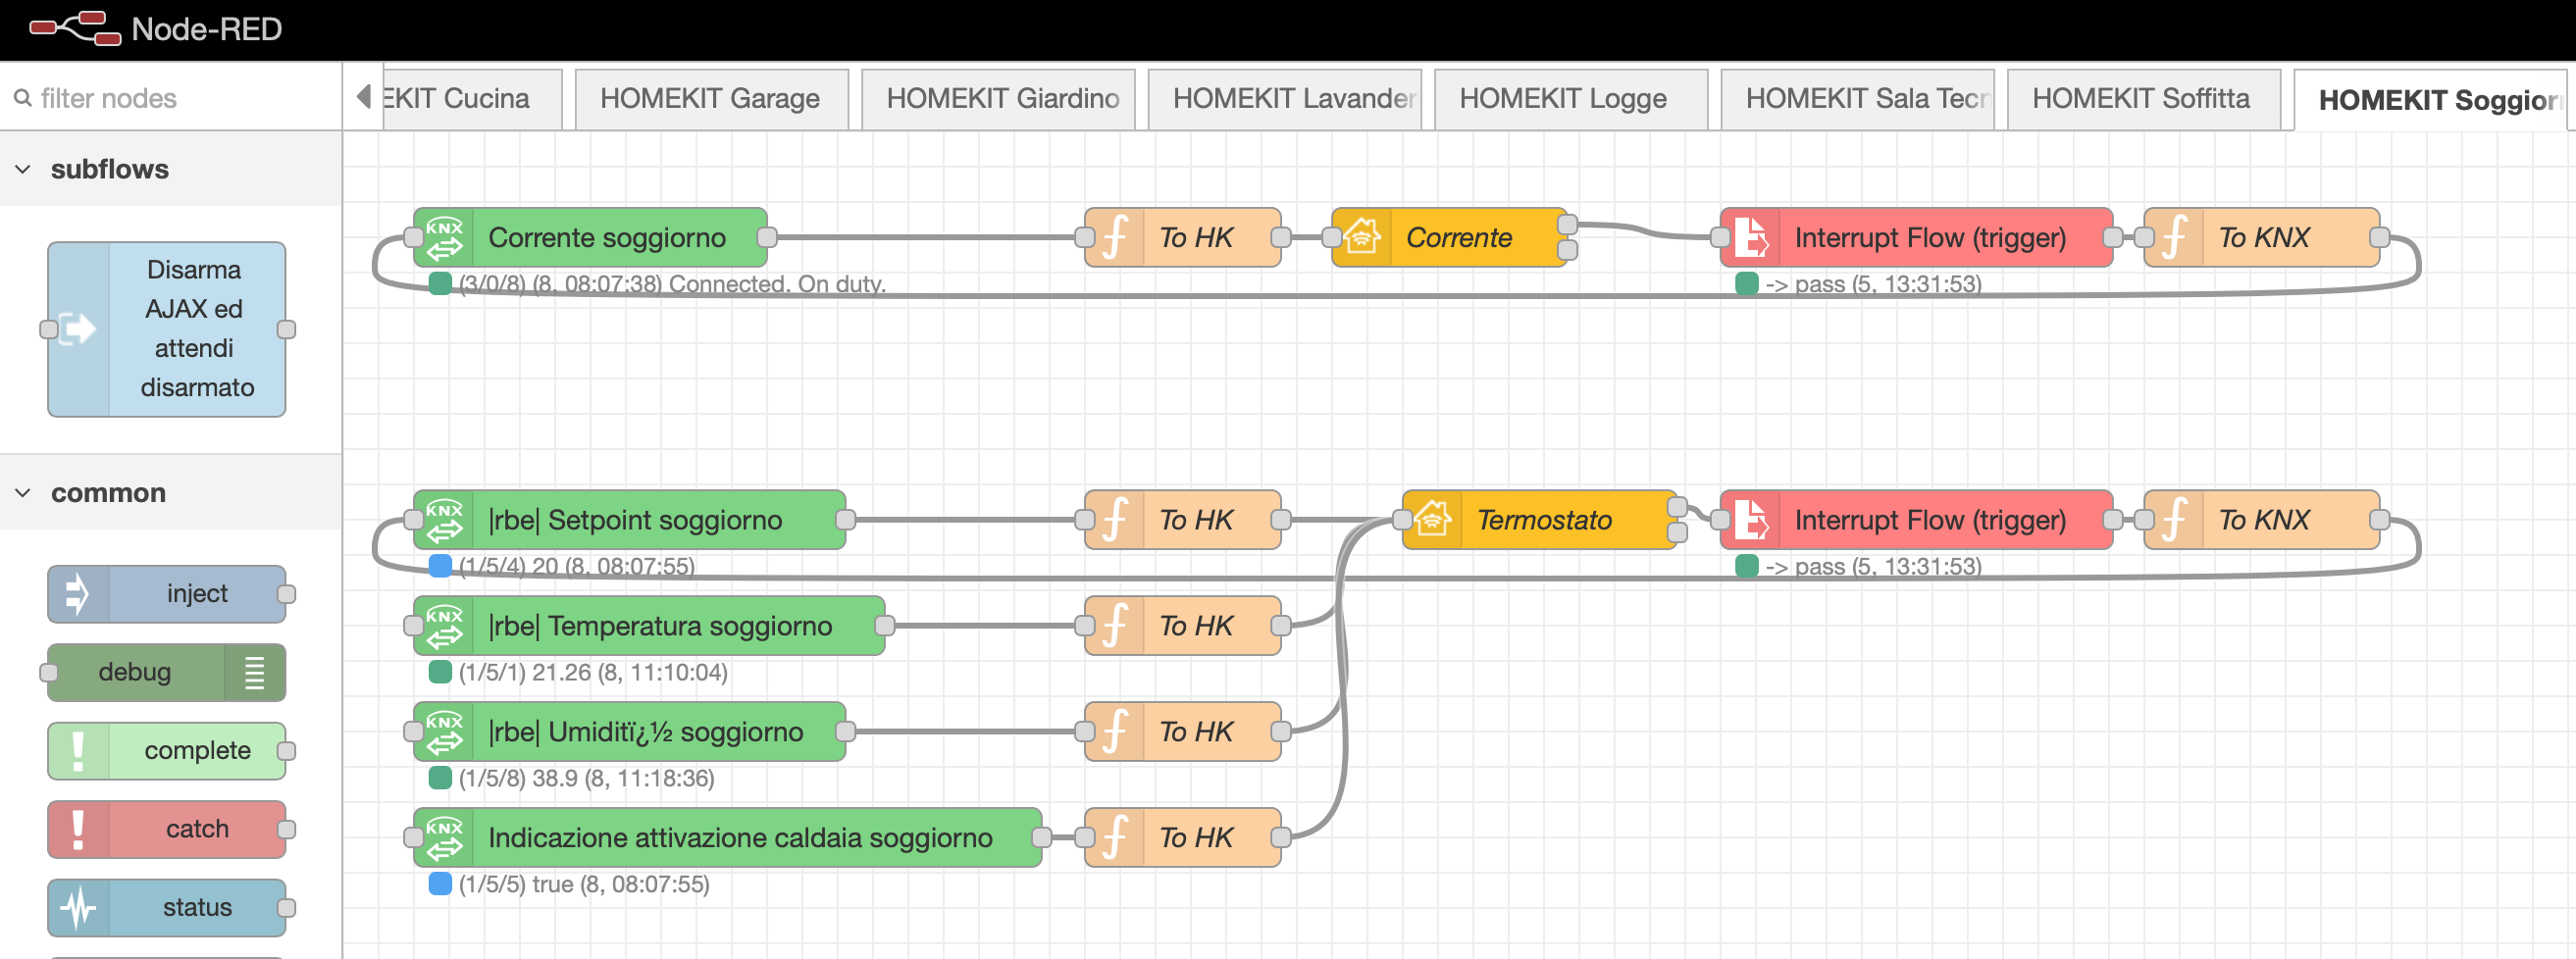 Node-RED
filter nodes
EKIT Cucina
HOMEKIT Garage
HOMEKIT Giardino
HOMEKIT Lavander
HOMEKIT Logge
HOMEKIT Sala Tecn
HOMEKIT Soffitta
HOMEKIT Soggior
subflows
Disarma
AJAX ed
attendi
disarmato
common
inject
debug
complete
catch
status
KNX Corrente soggiorno
To HK
Corrente
Interrupt Flow (trigger)
To KNX
(3/0/8) (8, 08:07:38) Connected. On duty.
-> pass (5, 13:31:53)
KNX |rbe| Setpoint soggiorno
To HK
Termostato
Interrupt Flow (trigger)
To KNX
(1/5/4) 20 (8, 08:07:55)
-> pass (5, 13:31:53)
KNX |rbe| Temperatura soggiorno
To HK
(1/5/1) 21.26 (8, 11:10:04)
KNX |rbe| Umiditï¿½ soggiorno
To HK
(1/5/8) 38.9 (8, 11:18:36)
KNX Indicazione attivazione caldaia soggiorno
To HK
(1/5/5) true (8, 08:07:55)